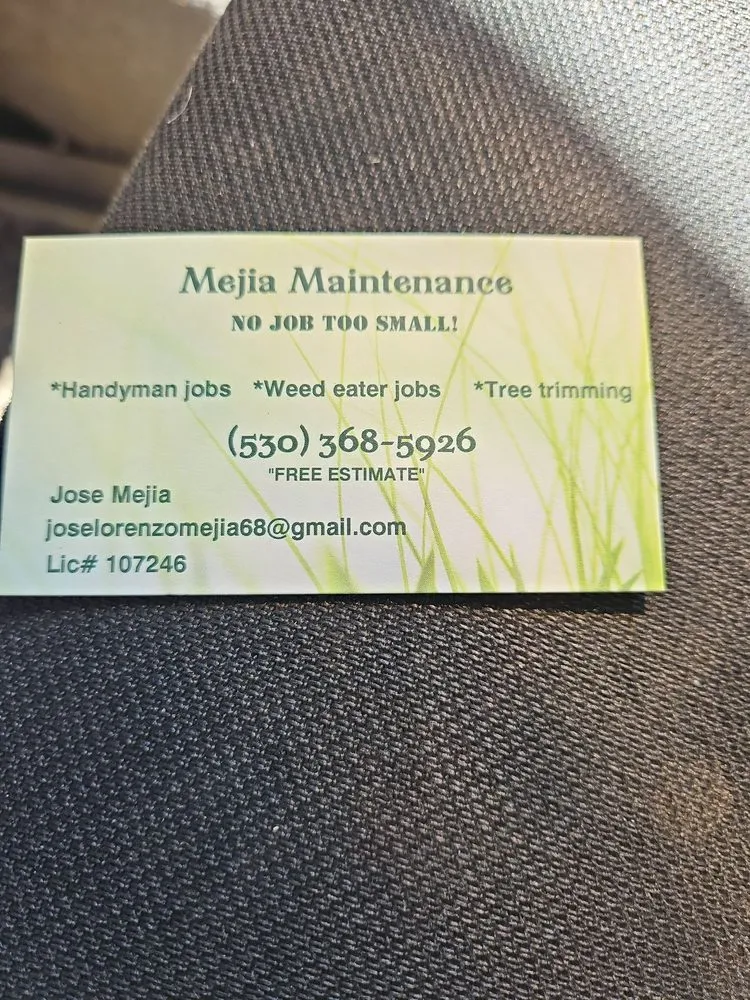 Mejia Maintenance
NO JOB TOO SMALL!
*Handyman jobs *Weed eater jobs *Tree trimming
(530) 368-5926
"FREE ESTIMATE"
Jose Mejia
joselorenzomejia68@gmail.com
Lic# 107246